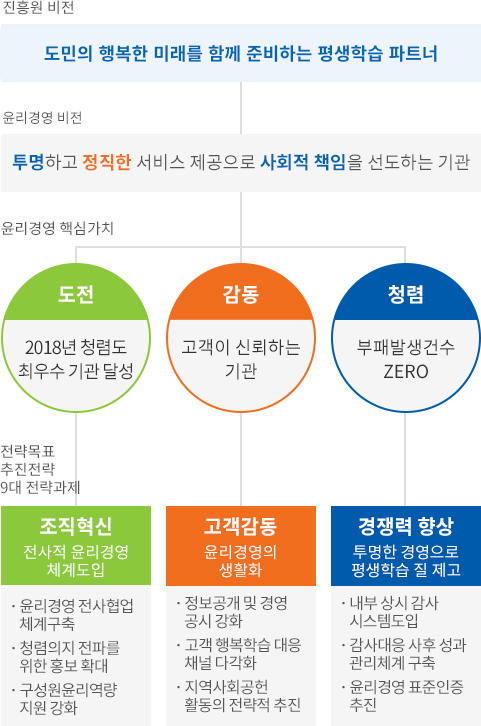 진흥원 비전
도민의 행복한 미래를 함께 준비하는 평생학습 파트너
윤리경영 비전
투명하고 정직한 서비스 제공으로 사회적 책임을 선도하는 기관
윤리경영 핵심가치
도전
2018년 청렴도
최우수 기관 달성
감동
고객이 신뢰하는
기관
청렴
부패발생건수
ZERO
전략목표
추진전략
9대 전략과제
조직혁신
전사적 윤리경영
체계도입
· 윤리경영 전사협업
체계구축
· 청렴의지 전파를
위한 홍보 확대
· 구성원윤리역량
지원 강화
고객감동
윤리경영의
생활화
· 정보공개 및 경영
공시 강화
· 고객 행복학습 대응
채널 다각화
· 지역사회공헌
활동의 전략적 추진
경쟁력 향상
투명한 경영으로
평생학습 질 제고
· 내부 상시 감사
시스템도입
· 감사대응 사후 성과
관리체계 구축
· 윤리경영 표준인증
추진